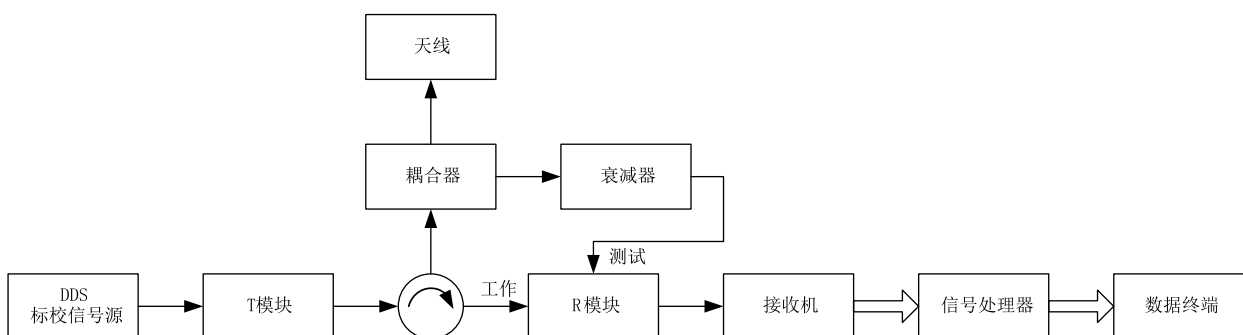 天线
耦合器
衰减器
测试
工作
DDS
标校信号源
T模块
R模块
接收机
信号处理器
数据终端